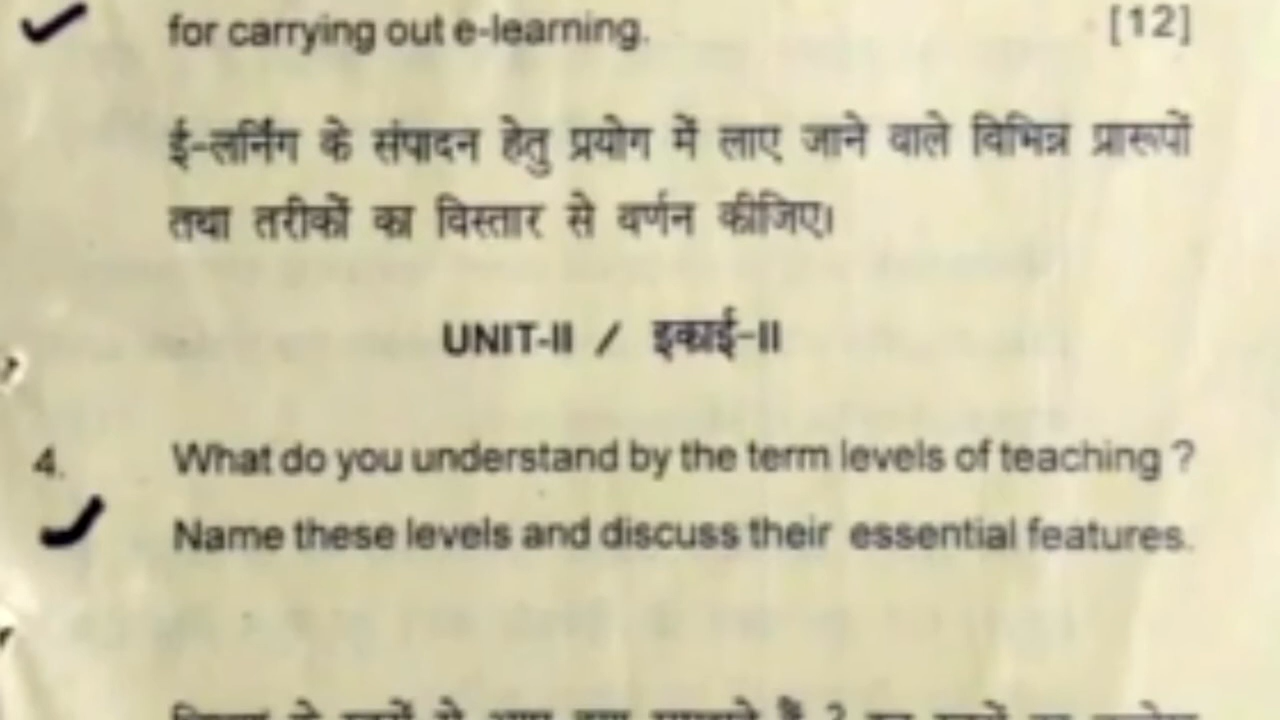 for carrying out e-learning. [12]
ई-लर्निंग के संपादन हेतु प्रयोग में लाए जाने वाले विभिन्न प्रारूपों
तथा तरीकों का विस्तार से वर्णन कीजिए।
UNIT-II / इकाई-II
4. What do you understand by the term levels of teaching ?
Name these levels and discuss their essential features.